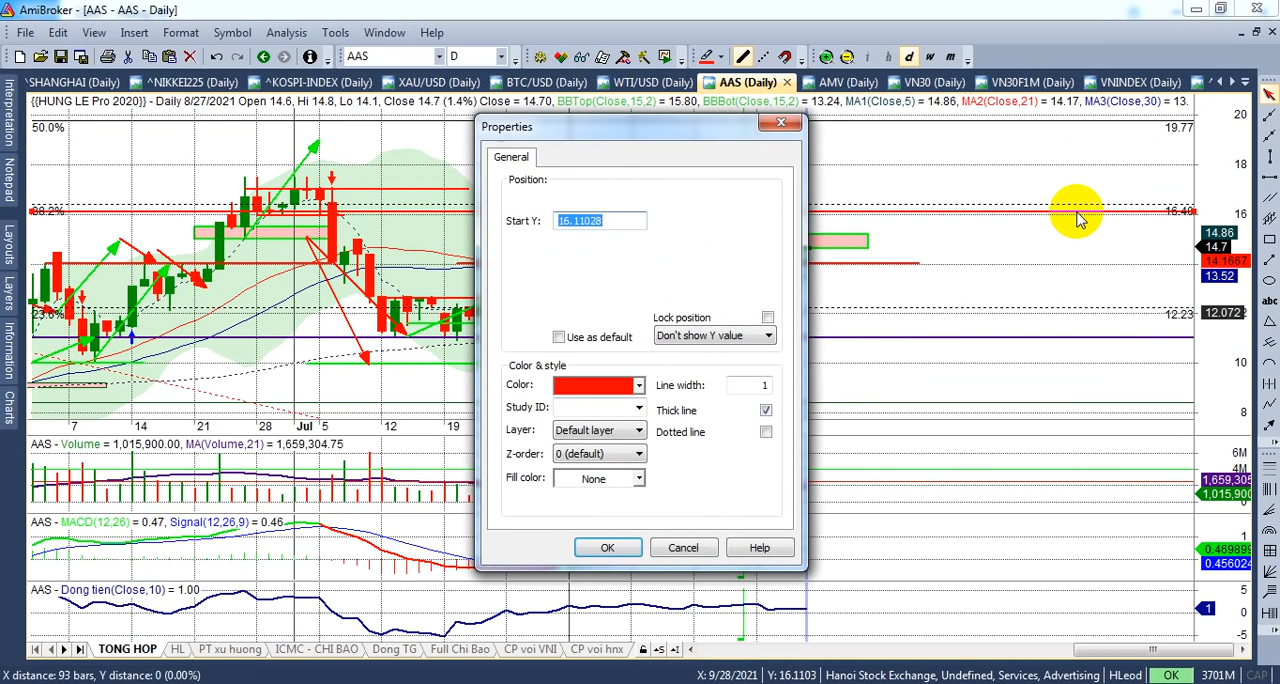 AmiBroker - [AAS - AAS - Daily]
File Edit View Insert Format Symbol Analysis Tools Window Help
AAS D i h d w m
^SHANGHAI (Daily) ^NIKKEI225 (Daily) ^KOSPI-INDEX (Daily) XAU/USD (Daily) BTC/USD (Daily) WTI/USD (Daily) AAS (Daily) AMV (Daily) VN30 (Daily) VN30F1M (Daily) VNINDEX (Daily)
{{HUNG LE Pro 2020}} - Daily 8/27/2021 Open 14.6, Hi 14.8, Lo 14.1, Close 14.7 (1.4%) Close = 14.70, BBTop(Close,15,2) = 15.80, BBBot(Close,15,2) = 13.24, MA1(Close,5) = 14.86, MA2(Close,21) = 14.17, MA3(Close,30) = 13.
Interpretation
Notepad
Layouts
Layers
Information
Charts
50.0%
38.2%
23.6%
19.77
16.48
12.23
20
18
16
14.86
14.7
14.1667
13.52
12.072
10
8
7 14 21 28 Jul 5 12 19
Properties
General
Position:
Start Y: 16.11028
Lock position
Use as default Don't show Y value
Color & style
Color: Line width: 1
Study ID: Thick line
Layer: Default layer Dotted line
Z-order: 0 (default)
Fill color: None
OK Cancel Help
AAS - Volume = 1,015,900.00, MA(Volume,21) = 1,659,304.75
6M
4M
1,659,305
1,015,900
AAS - MACD(12,26) = 0.47, Signal(12,26,9) = 0.46
1
0.469899
0.456024
AAS - Dong tien(Close,10) = 1.00
5
1
0
-5
TONG HOP HL PT xu huong ICMC - CHI BAO Dong TG Full Chi Bao CP voi VNI CP voi hnx
X distance: 93 bars, Y distance: 0 (0.00%) X: 9/28/2021 Y: 16.1103 Hanoi Stock Exchange, Undefined, Services, Advertising HLeod OK 3701M CAP
abc